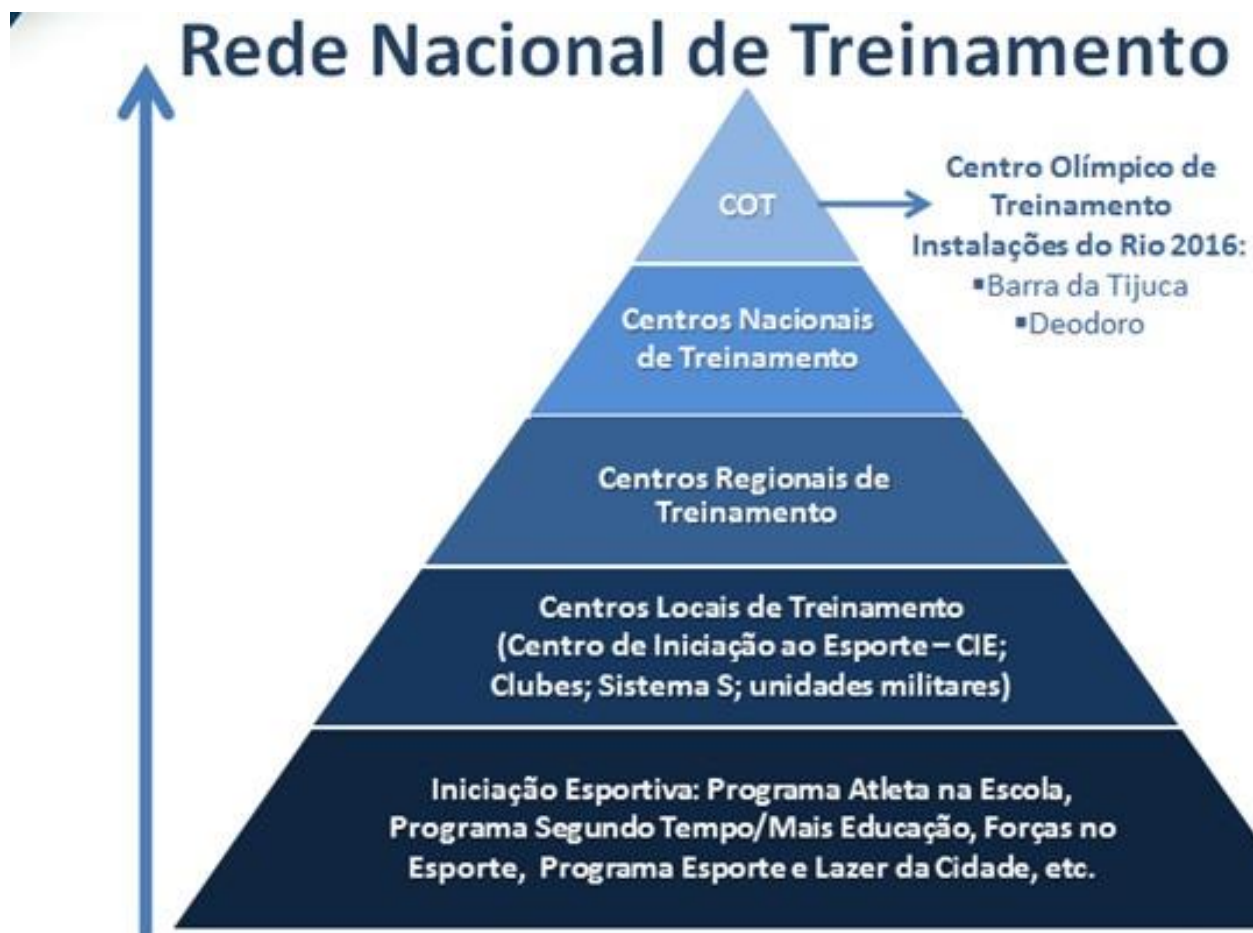 Rede Nacional de Treinamento
COT
Centro Olímpico de
Treinamento
Instalações do Rio 2016:
▪Barra da Tijuca
▪Deodoro
Centros Nacionais
de Treinamento
Centros Regionais de
Treinamento
Centros Locais de Treinamento
(Centro de Iniciação ao Esporte – CIE;
Clubes; Sistema S; unidades militares)
Iniciação Esportiva: Programa Atleta na Escola,
Programa Segundo Tempo/Mais Educação, Forças no
Esporte, Programa Esporte e Lazer da Cidade, etc.